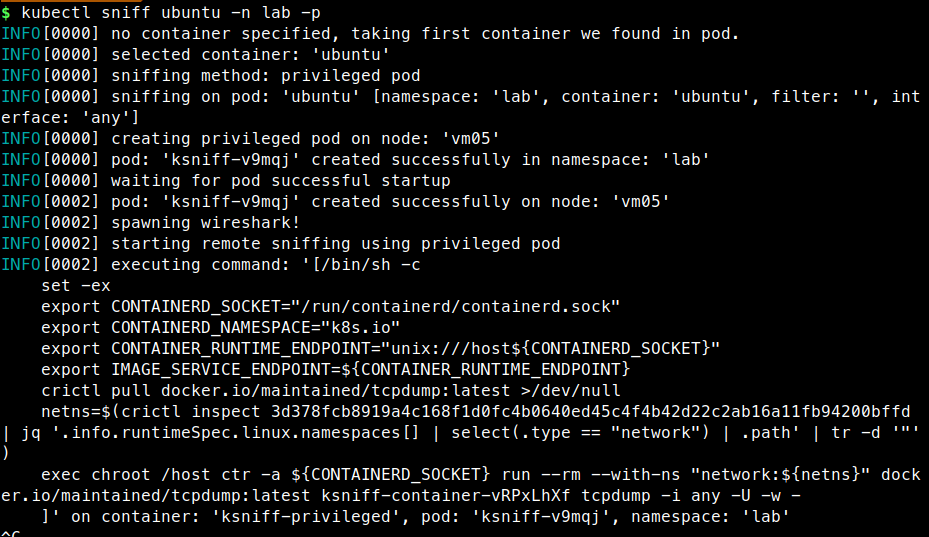 $ kubectl sniff ubuntu -n lab -p
INFO[0000] no container specified, taking first container we found in pod.
INFO[0000] selected container: 'ubuntu'
INFO[0000] sniffing method: privileged pod
INFO[0000] sniffing on pod: 'ubuntu' [namespace: 'lab', container: 'ubuntu', filter: '', int
erface: 'any']
INFO[0000] creating privileged pod on node: 'vm05'
INFO[0000] pod: 'ksniff-v9mqj' created successfully in namespace: 'lab'
INFO[0000] waiting for pod successful startup
INFO[0002] pod: 'ksniff-v9mqj' created successfully on node: 'vm05'
INFO[0002] spawning wireshark!
INFO[0002] starting remote sniffing using privileged pod
INFO[0002] executing command: '[/bin/sh -c
    set -ex
    export CONTAINERD_SOCKET="/run/containerd/containerd.sock"
    export CONTAINERD_NAMESPACE="k8s.io"
    export CONTAINER_RUNTIME_ENDPOINT="unix:///host${CONTAINERD_SOCKET}"
    export IMAGE_SERVICE_ENDPOINT=${CONTAINER_RUNTIME_ENDPOINT}
    crictl pull docker.io/maintained/tcpdump:latest >/dev/null
    netns=$(crictl inspect 3d378fcb8919a4c168f1d0fc4b0640ed45c4f4b42d22c2ab16a11fb94200bffd
| jq '.info.runtimeSpec.linux.namespaces[] | select(.type == "network") | .path' | tr -d '"'
)
    exec chroot /host ctr -a ${CONTAINERD_SOCKET} run --rm --with-ns "network:${netns}" dock
er.io/maintained/tcpdump:latest ksniff-container-vRPxLhXf tcpdump -i any -U -w -
    ]' on container: 'ksniff-privileged', pod: 'ksniff-v9mqj', namespace: 'lab'
^C